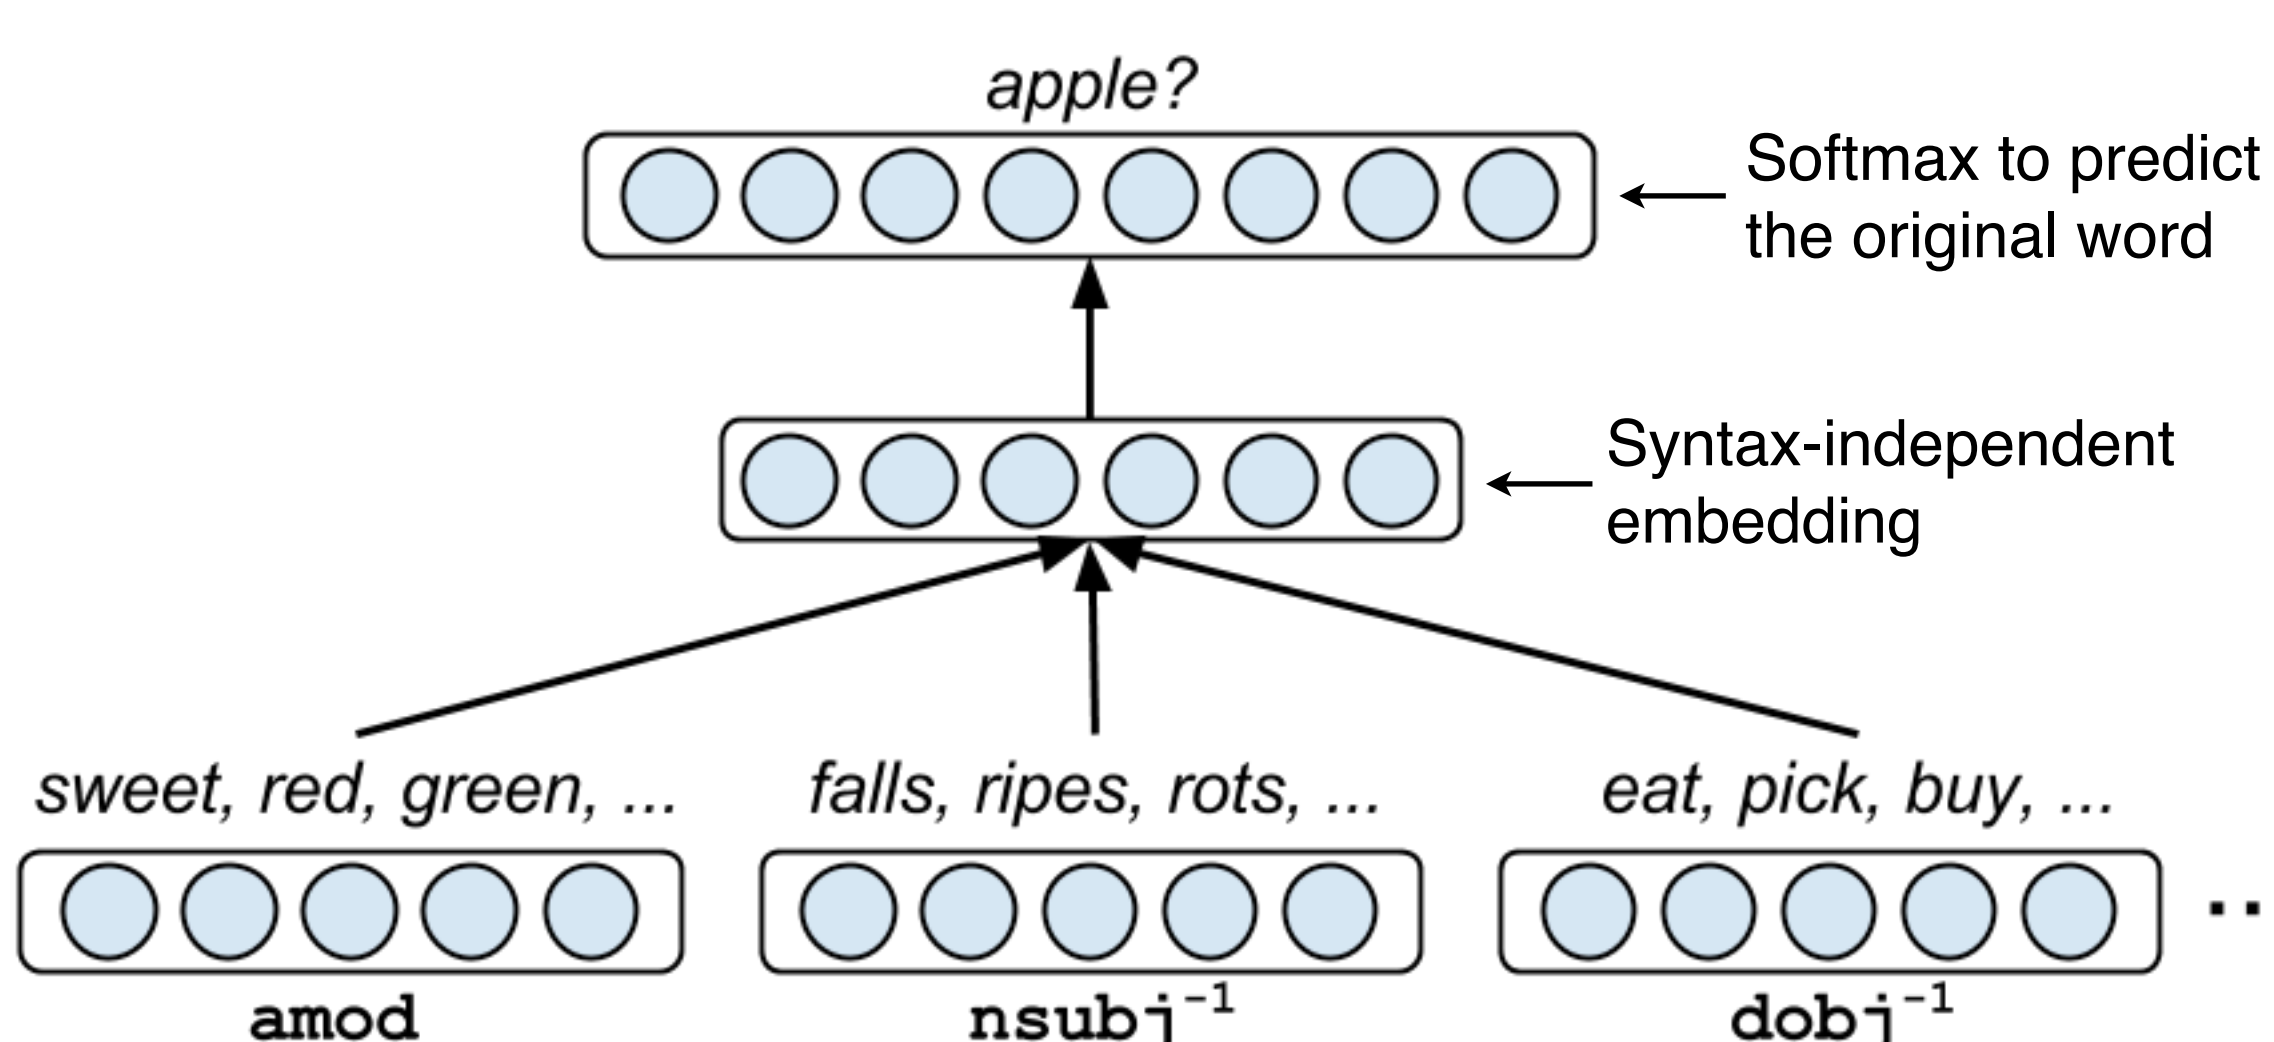 apple?
Softmax to predict
the original word
Syntax-independent
embedding
sweet, red, green, ...
falls, ripes, rots, ...
eat, pick, buy, ...
..
amod
nsubj⁻¹
dobj⁻¹